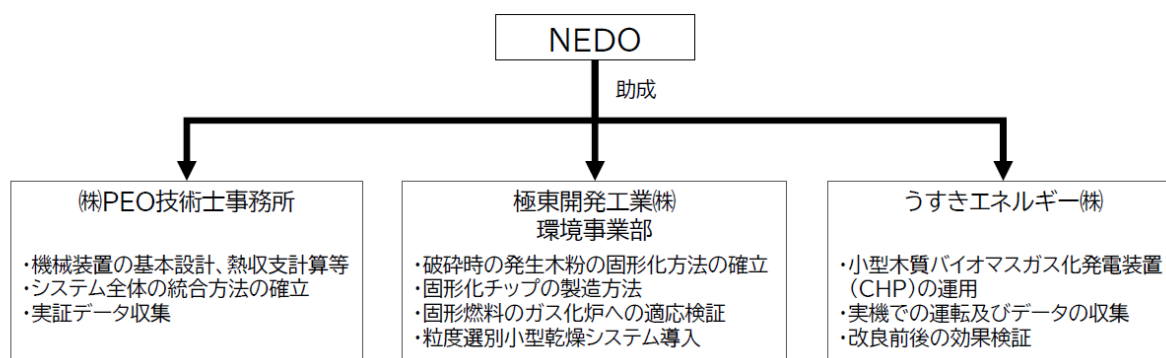 NEDO
助成
㈱PEO技術士事務所
・機械装置の基本設計、熱収支計算等
・システム全体の統合方法の確立
・実証データ収集
極東開発工業㈱
環境事業部
・破砕時の発生木粉の固形化方法の確立
・固形化チップの製造方法
・固形燃料のガス化炉への適応検証
・粒度選別小型乾燥システム導入
うすきエネルギー㈱
・小型木質バイオマスガス化発電装置
（CHP）の運用
・実機での運転及びデータの収集
・改良前後の効果検証